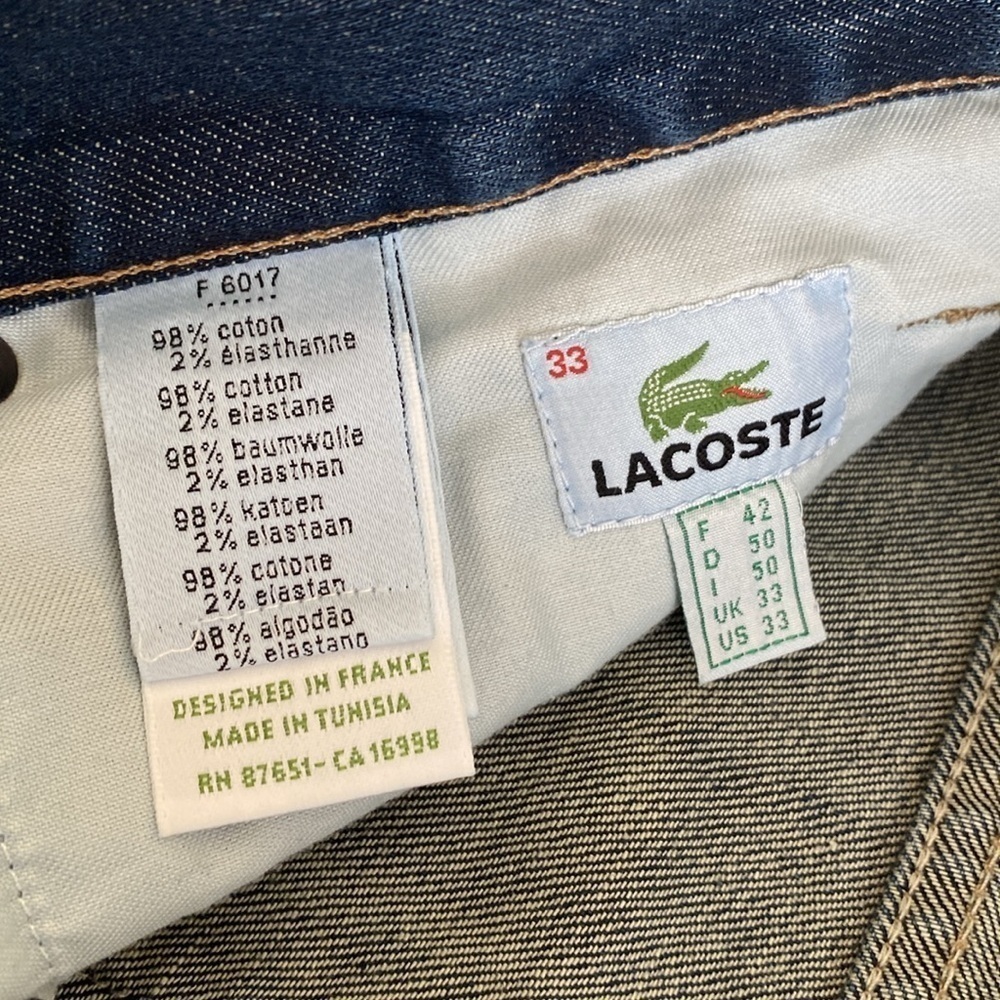 F 6017
98% coton
2% élasthanne
98% cotton
2% elastane
98% baumwolle
2% elasthan
98% katoen
2% elastaan
98% cotone
2% elastan
98% algodão
2% elastano
DESIGNED IN FRANCE
MADE IN TUNISIA
RN 87651-CA 16998
33
LACOSTE
F 42
D 50
I 50
UK 33
US 33